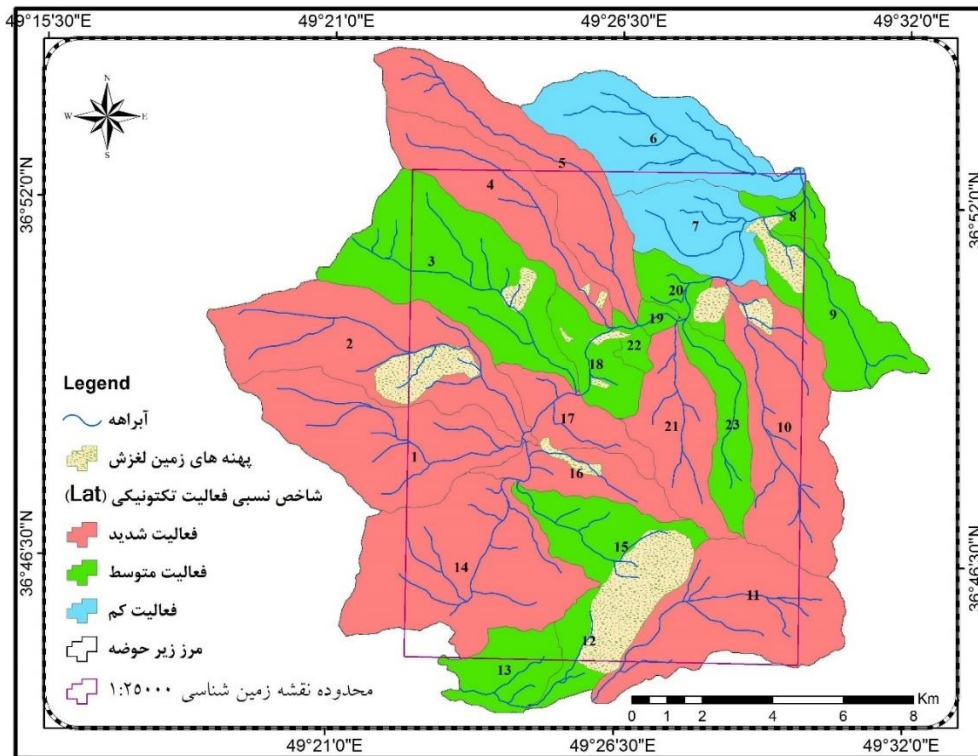 49°15'30"E 49°21'0"E 49°26'30"E 49°32'0"E
N
W E
S
36°52'0"N
36°52'0"N
36°46'30"N
36°46'30"N
6
5
4
8
7
3
20
9
19
22
2
18
17
21
23
10
1
16
15
14
11
12
13
Legend
آبراهه
پهنه های زمین لغزش
شاخص نسبی فعالیت تکتونیکی (Lat)
فعالیت شدید
فعالیت متوسط
فعالیت کم
مرز زیر حوضه
محدوده نقشه زمین شناسی ۱:۲۵۰۰۰
Km
0 1 2 4 6 8
49°21'0"E 49°26'30"E 49°32'0"E